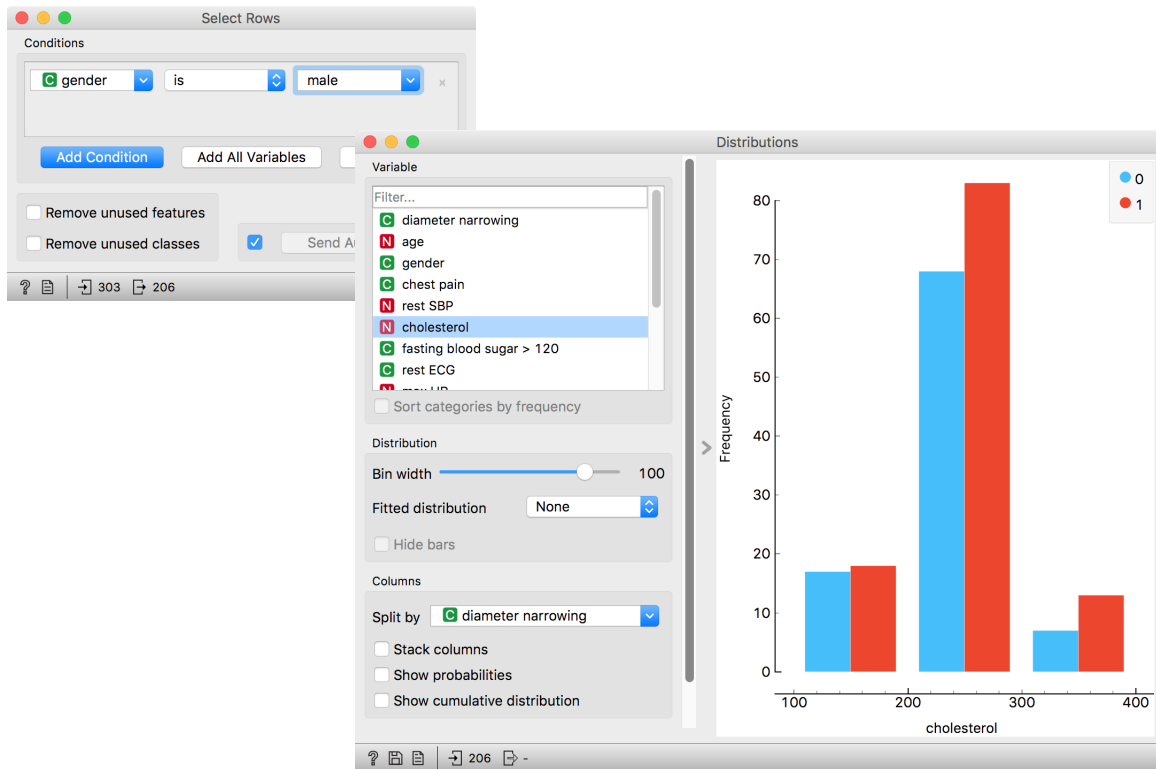 Select Rows
Conditions
C gender is male ×
Add Condition Add All Variables
Remove unused features
Remove unused classes
Send Au
? 303 206
Distributions
Variable
Filter...
C diameter narrowing
N age
C gender
C chest pain
N rest SBP
N cholesterol
C fasting blood sugar > 120
C rest ECG
Sort categories by frequency
Distribution
Bin width 100
Fitted distribution None
Hide bars
Columns
Split by C diameter narrowing
Stack columns
Show probabilities
Show cumulative distribution
? 206 -
0
1
80
70
60
50
40
30
20
10
0
Frequency
100 200 300 400
cholesterol